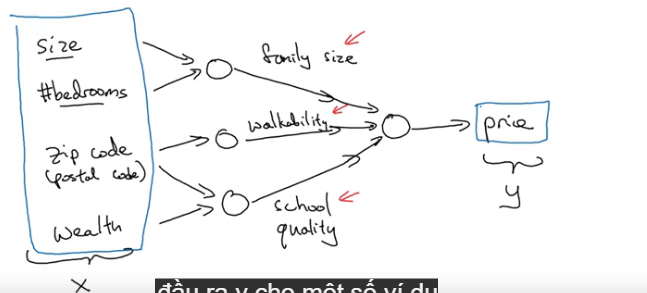 size
#bedrooms
zip code
(postal code)
wealth
X
family size
walkability
school
quality
price
y
đầu ra y cho một số ví dụ